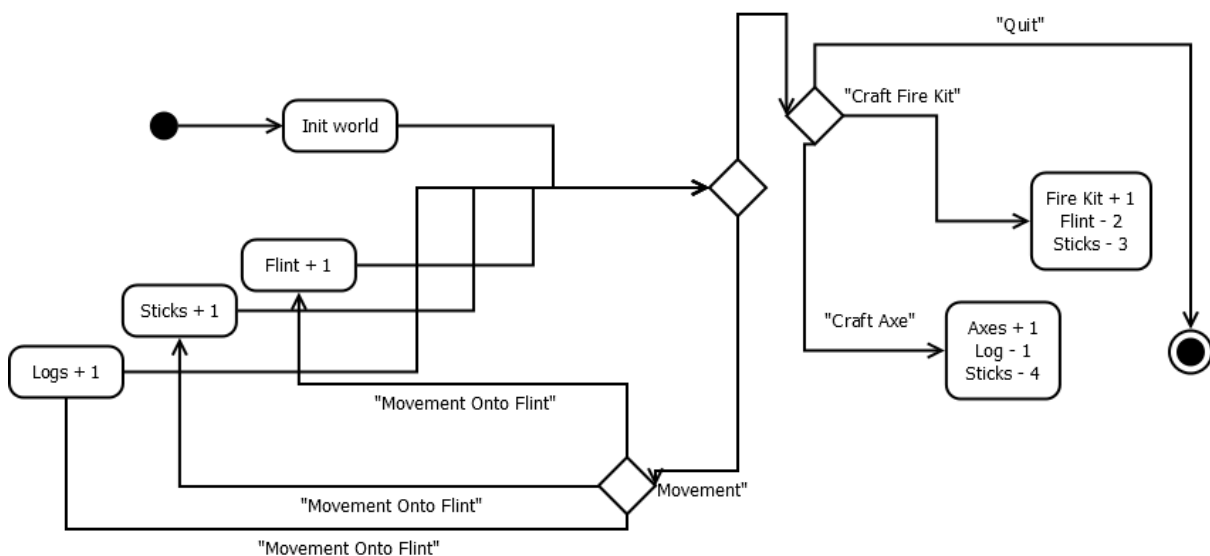 "Quit"
"Craft Fire Kit"
Init world
Fire Kit + 1
Flint - 2
Sticks - 3
Flint + 1
Sticks + 1
"Craft Axe"
Axes + 1
Log - 1
Sticks - 4
Logs + 1
"Movement Onto Flint"
Movement"
"Movement Onto Flint"
"Movement Onto Flint"